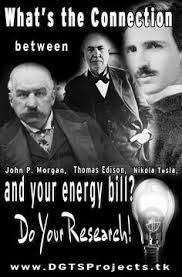 What's the Connection
between
John P. Morgan, Thomas Edison, Nikola Tesla,
and your energy bill?
Do Your Research!
www.DGTSProjects.tk